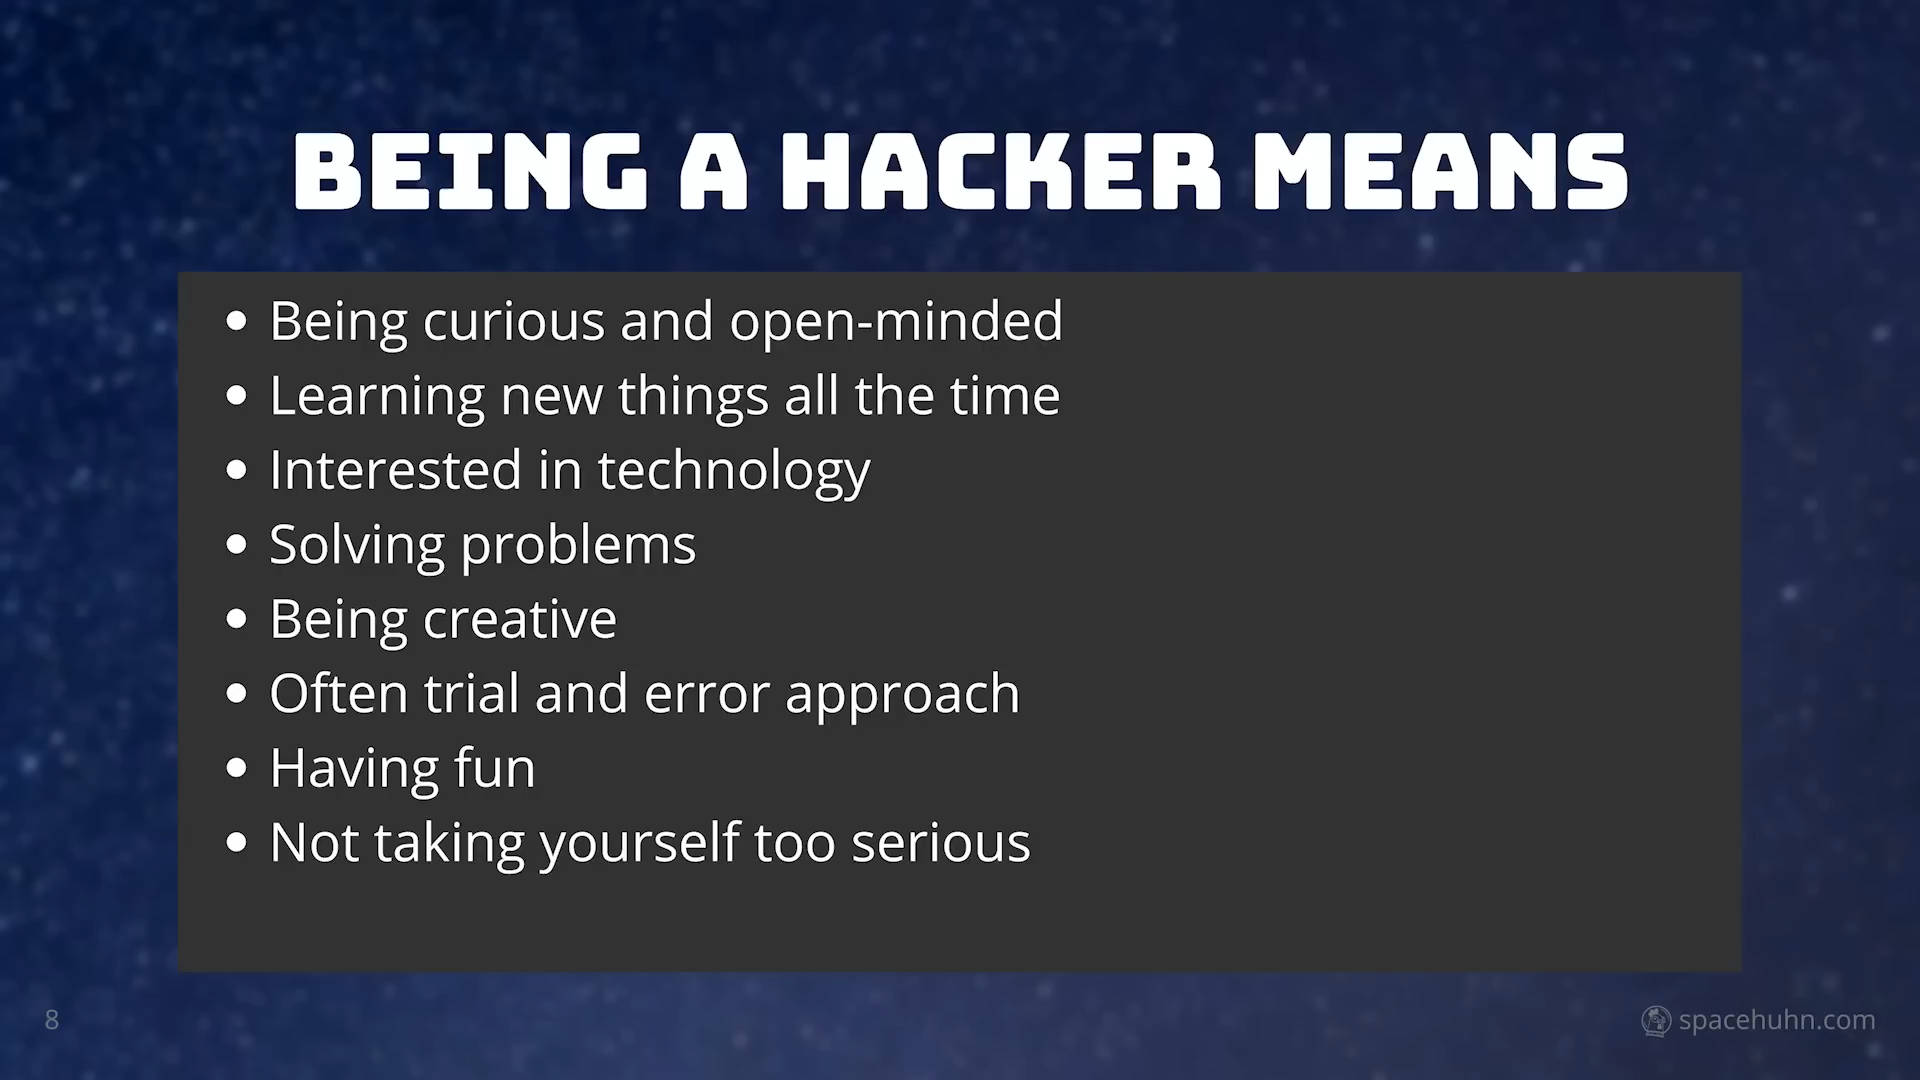 BEING A HACKER MEANS
• Being curious and open-minded
• Learning new things all the time
• Interested in technology
• Solving problems
• Being creative
• Often trial and error approach
• Having fun
• Not taking yourself too serious
8
spacehuhn.com